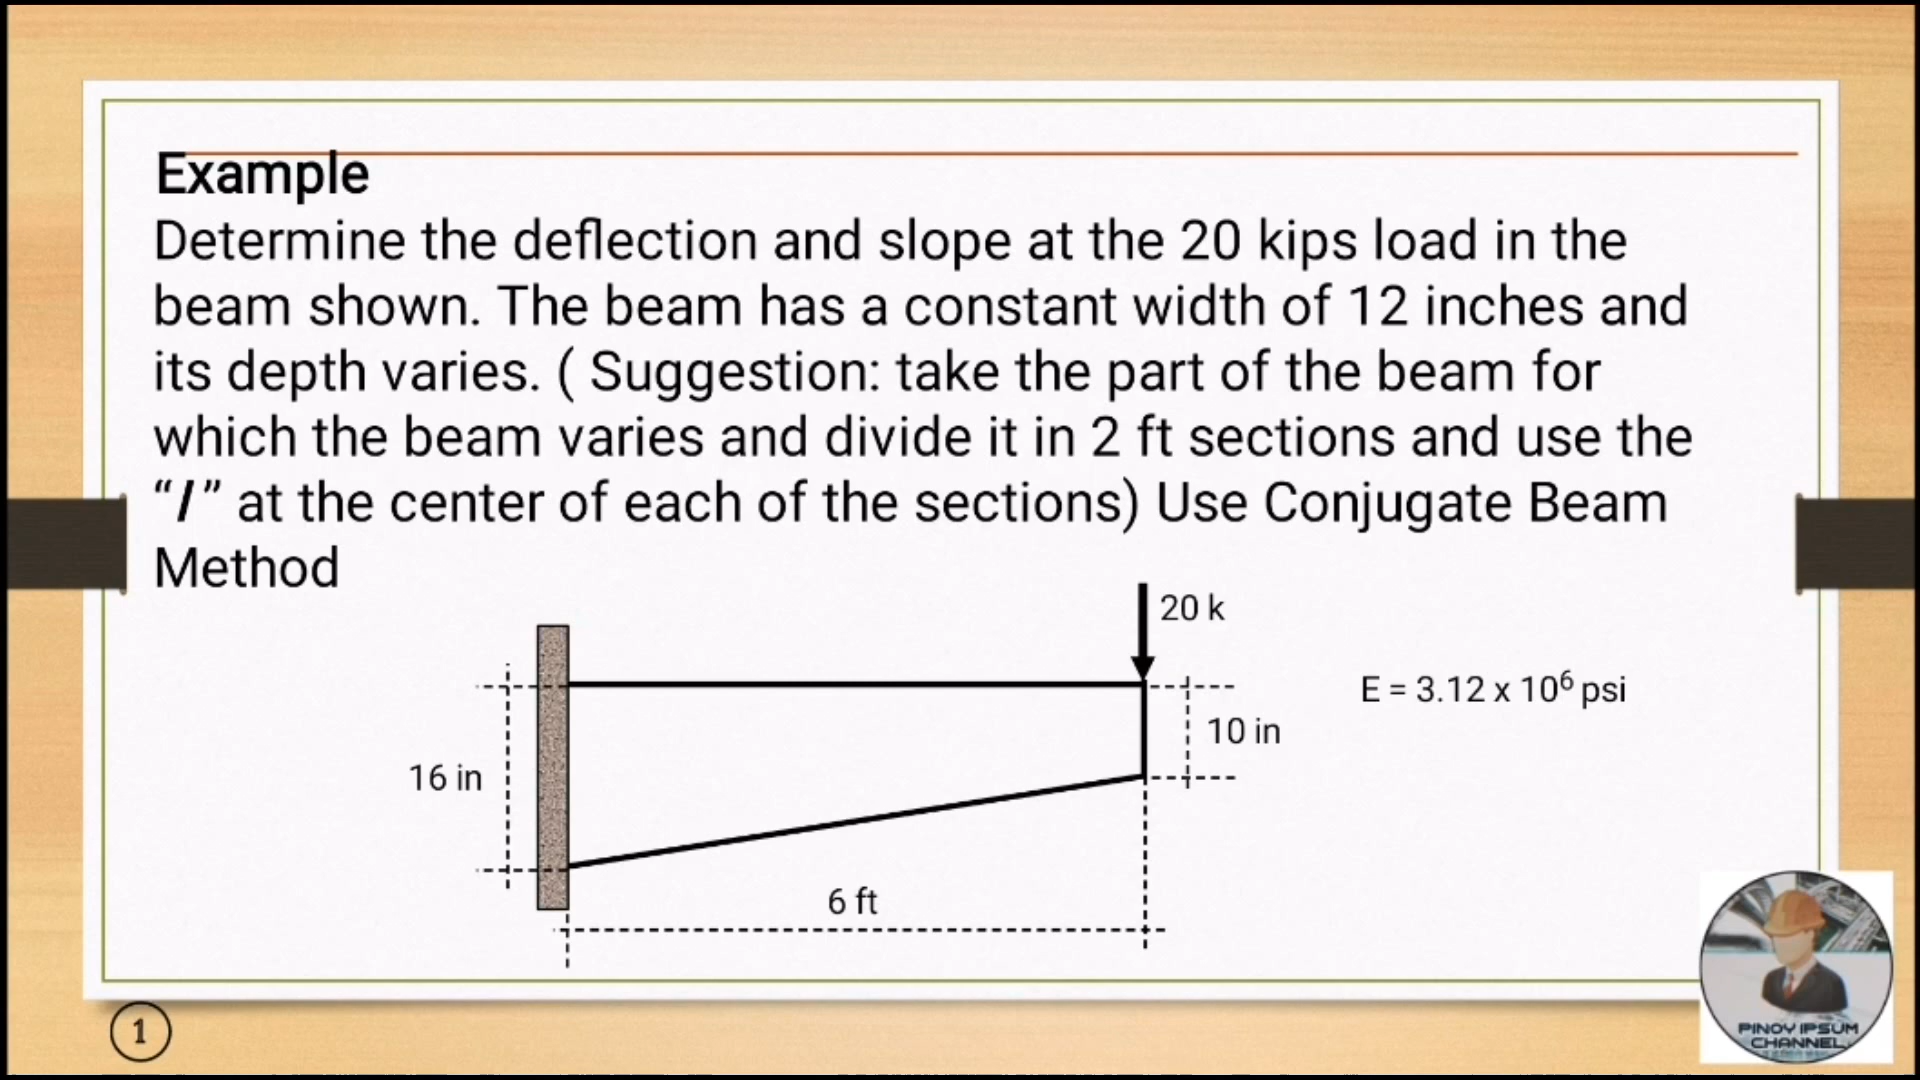 Example
Determine the deflection and slope at the 20 kips load in the
beam shown. The beam has a constant width of 12 inches and
its depth varies. ( Suggestion: take the part of the beam for
which the beam varies and divide it in 2 ft sections and use the
“I” at the center of each of the sections) Use Conjugate Beam
Method
20 k
E = 3.12 x 10⁶ psi
10 in
16 in
6 ft
1
PINOY IPSUM
CHANNEL